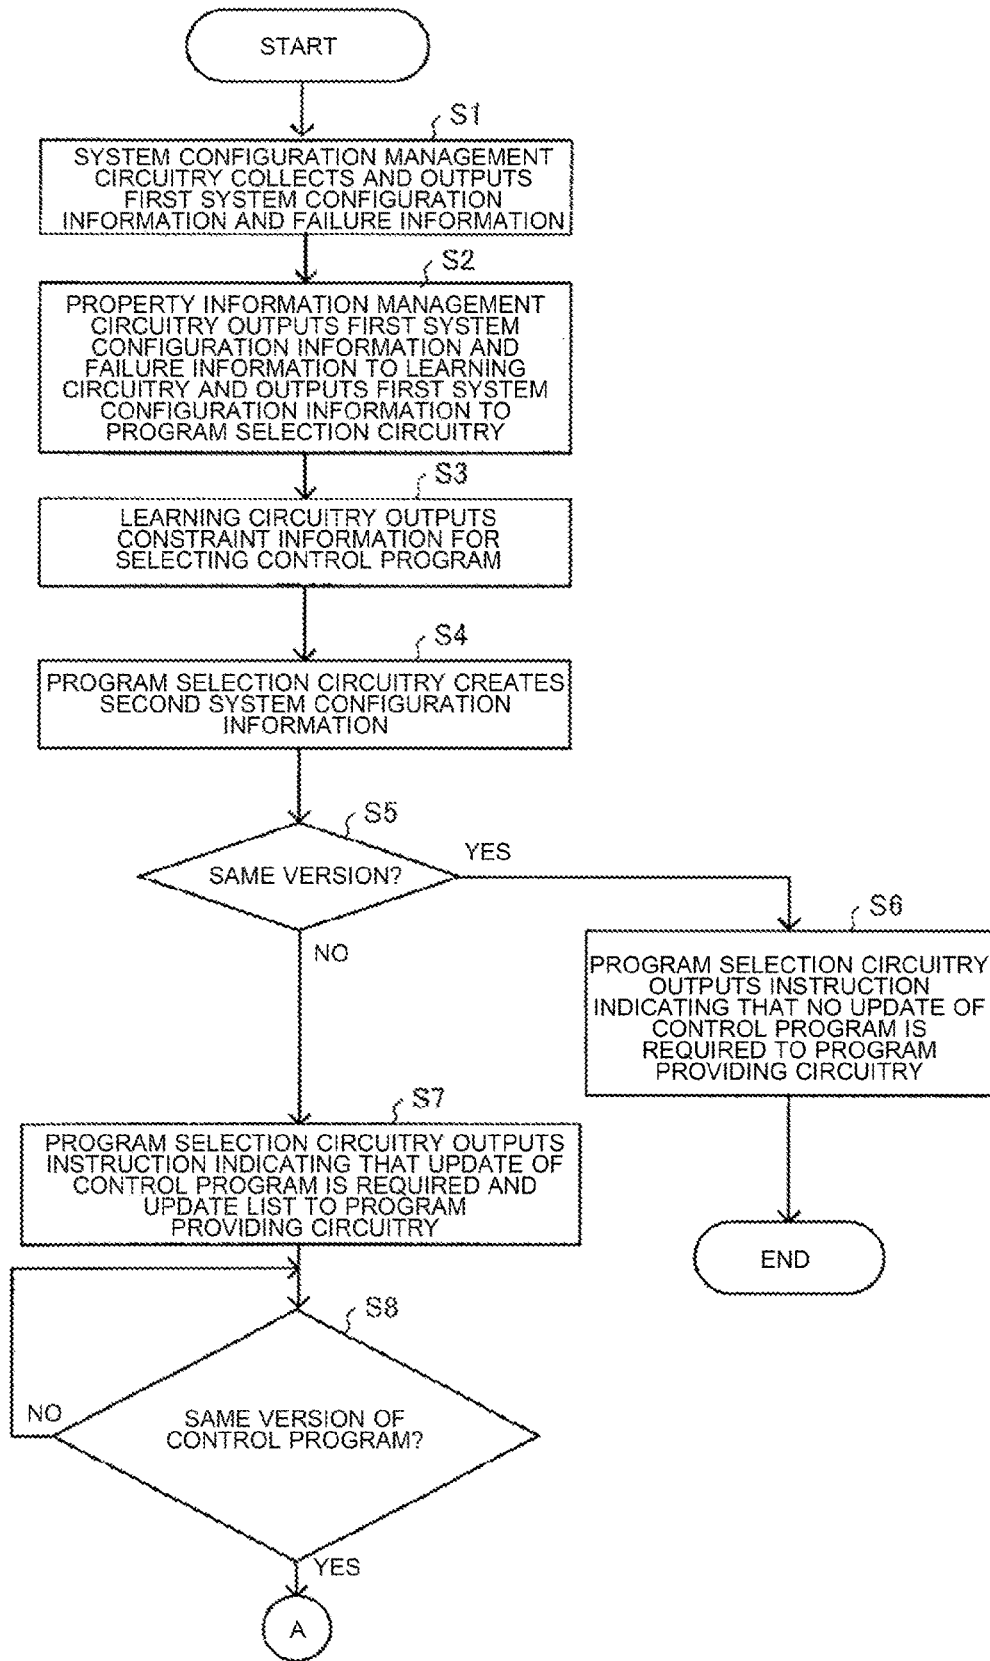 START
S1
SYSTEM CONFIGURATION MANAGEMENT
CIRCUITRY COLLECTS AND OUTPUTS
FIRST SYSTEM CONFIGURATION
INFORMATION AND FAILURE INFORMATION
S2
PROPERTY INFORMATION MANAGEMENT
CIRCUITRY OUTPUTS FIRST SYSTEM
CONFIGURATION INFORMATION AND
FAILURE INFORMATION TO LEARNING
CIRCUITRY AND OUTPUTS FIRST SYSTEM
CONFIGURATION INFORMATION TO
PROGRAM SELECTION CIRCUITRY
S3
LEARNING CIRCUITRY OUTPUTS
CONSTRAINT INFORMATION FOR
SELECTING CONTROL PROGRAM
S4
PROGRAM SELECTION CIRCUITRY CREATES
SECOND SYSTEM CONFIGURATION
INFORMATION
S5
SAME VERSION?
YES
NO
S6
PROGRAM SELECTION CIRCUITRY
OUTPUTS INSTRUCTION
INDICATING THAT NO UPDATE OF
CONTROL PROGRAM IS
REQUIRED TO PROGRAM
PROVIDING CIRCUITRY
END
S7
PROGRAM SELECTION CIRCUITRY OUTPUTS
INSTRUCTION INDICATING THAT UPDATE OF
CONTROL PROGRAM IS REQUIRED AND
UPDATE LIST TO PROGRAM
PROVIDING CIRCUITRY
S8
SAME VERSION OF
CONTROL PROGRAM?
NO
YES
A